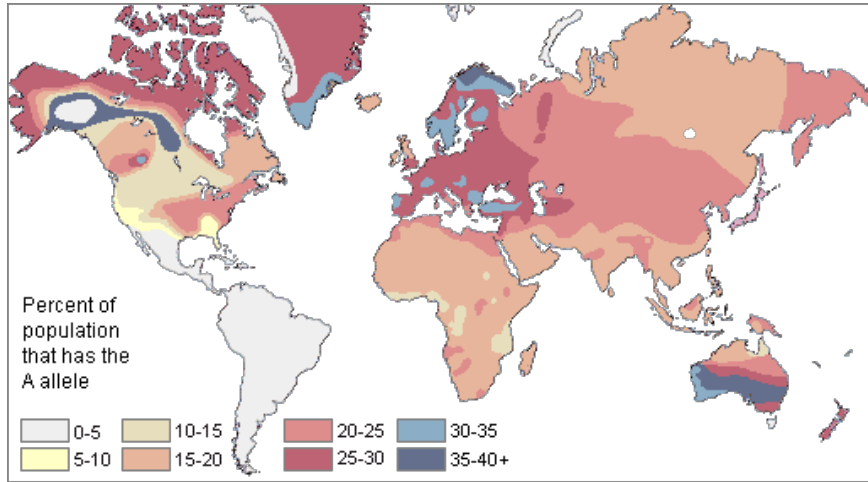 Percent of
population
that has the
A allele
0-5 10-15 20-25 30-35
5-10 15-20 25-30 35-40+